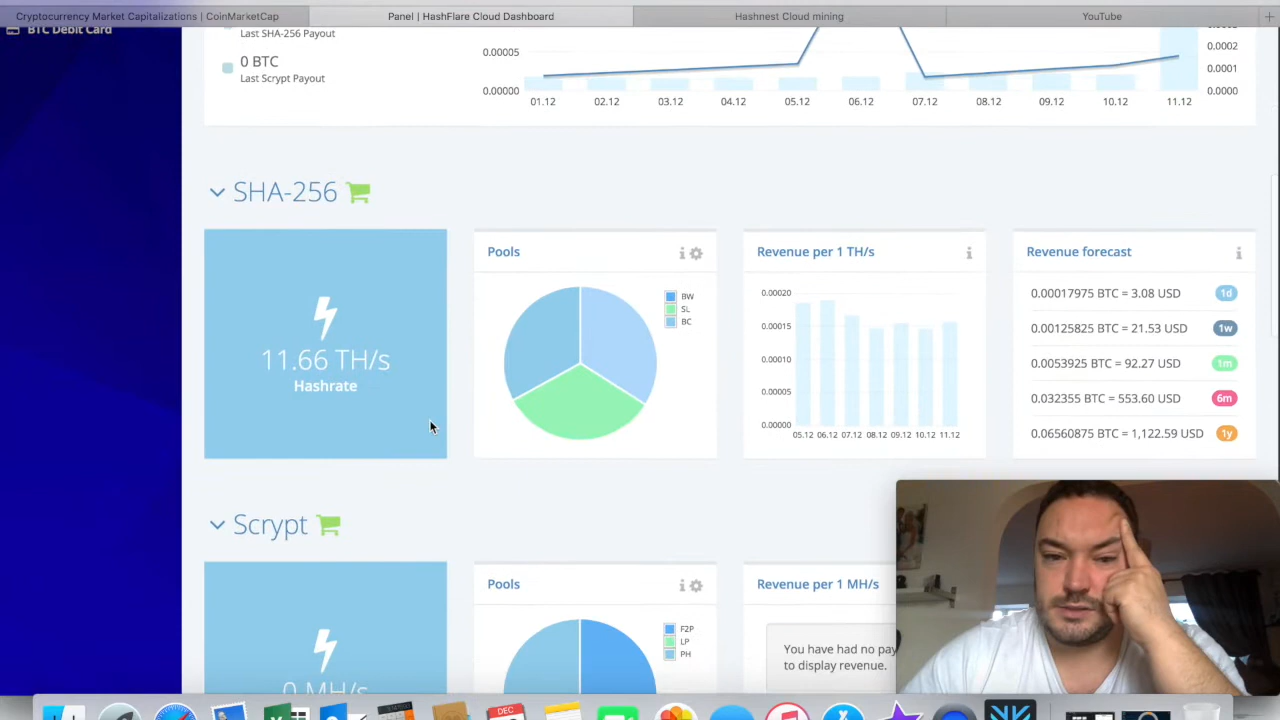 Cryptocurrency Market Capitalizations | CoinMarketCap
Panel | HashFlare Cloud Dashboard
Hashnest Cloud mining
YouTube
+
BTC Debit Card
Last SHA-256 Payout
0 BTC
Last Scrypt Payout
0.00005
0.00000
0.0002
0.0001
0.0000
01.12 02.12 03.12 04.12 05.12 06.12 07.12 08.12 09.12 10.12 11.12
SHA-256
11.66 TH/s
Hashrate
Pools
BW
SL
BC
Revenue per 1 TH/s
0.00020
0.00015
0.00010
0.00005
0.00000
05.12 06.12 07.12 08.12 09.12 10.12 11.12
Revenue forecast
0.00017975 BTC = 3.08 USD 1d
0.00125825 BTC = 21.53 USD 1w
0.0053925 BTC = 92.27 USD 1m
0.032355 BTC = 553.60 USD 6m
0.06560875 BTC = 1,122.59 USD 1y
Scrypt
0 MH/s
Pools
F2P
LP
PH
Revenue per 1 MH/s
You have had no pay
to display revenue.
DEC